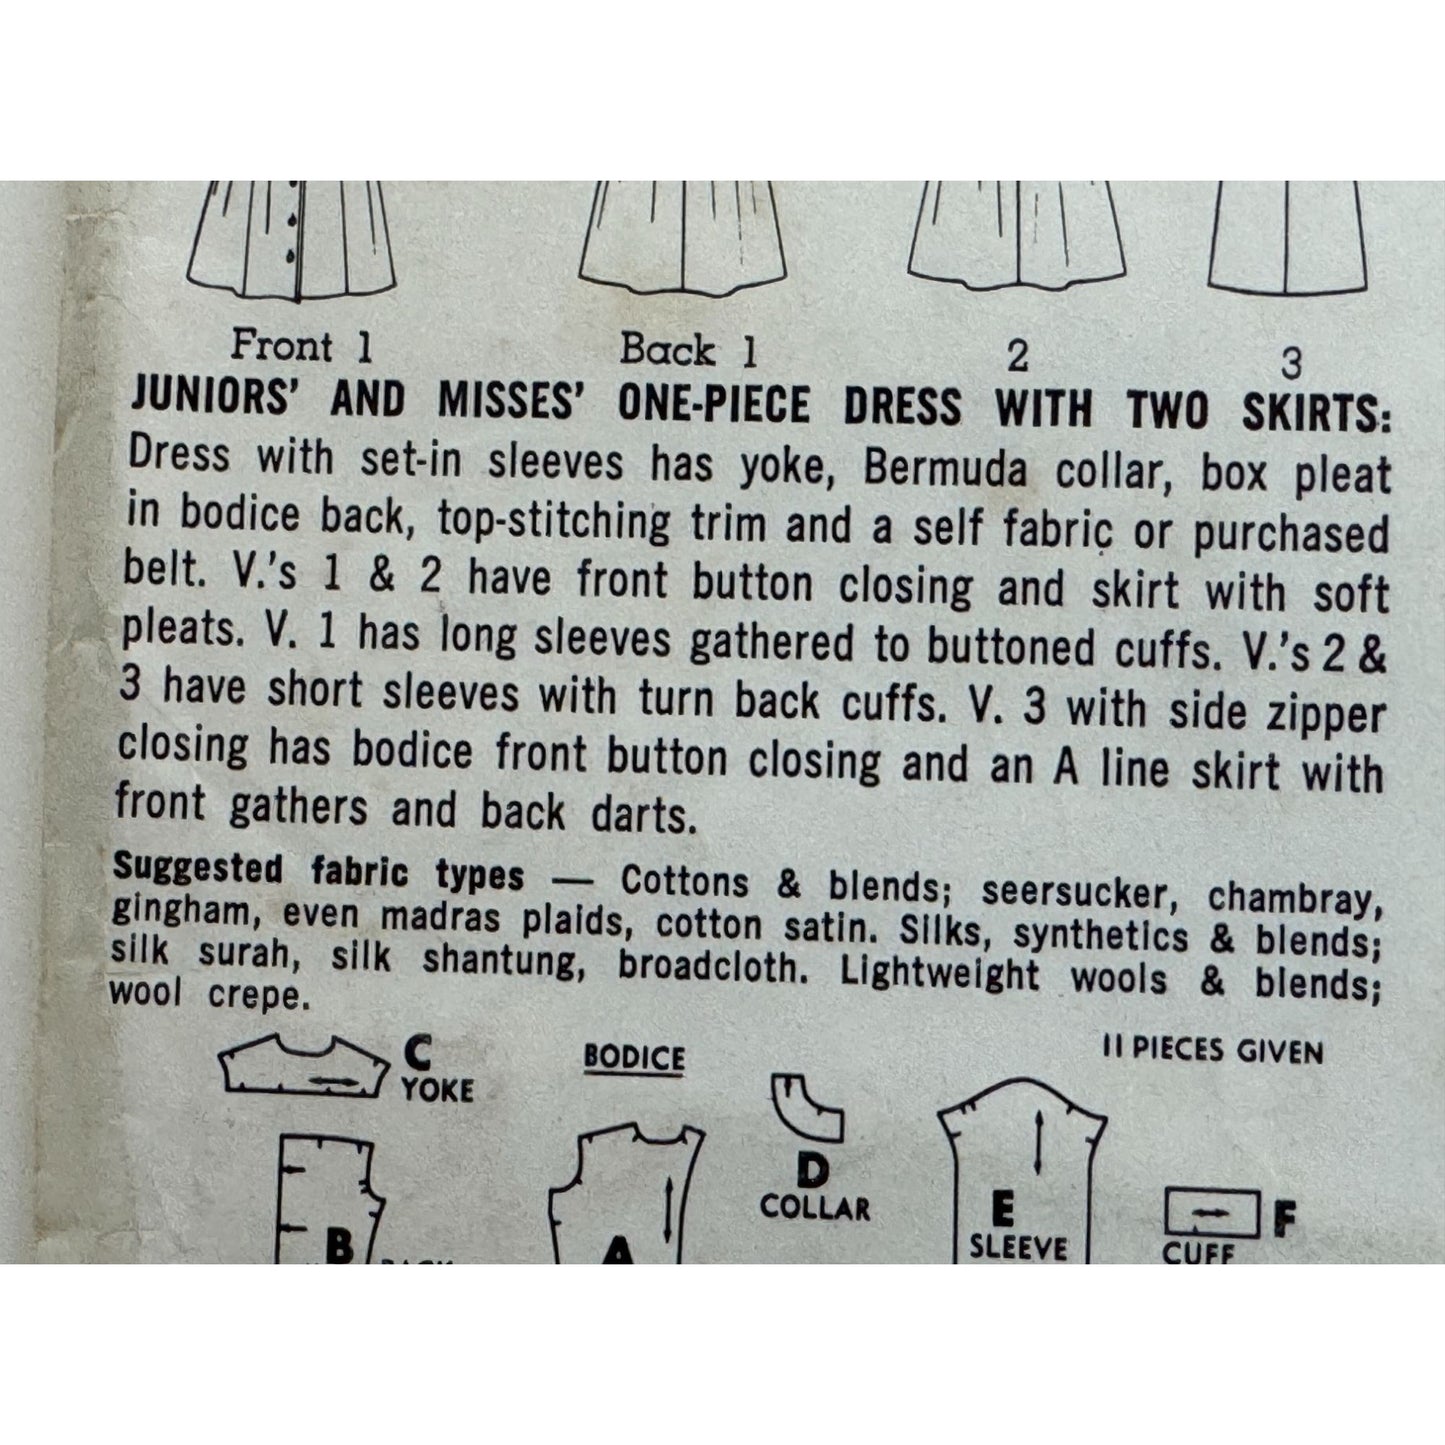 Front 1 Back 1 2 3
JUNIORS' AND MISSES' ONE-PIECE DRESS WITH TWO SKIRTS:
Dress with set-in sleeves has yoke, Bermuda collar, box pleat
in bodice back, top-stitching trim and a self fabric or purchased
belt. V.'s 1 & 2 have front button closing and skirt with soft
pleats. V. 1 has long sleeves gathered to buttoned cuffs. V.'s 2 &
3 have short sleeves with turn back cuffs. V. 3 with side zipper
closing has bodice front button closing and an A line skirt with
front gathers and back darts.
Suggested fabric types — Cottons & blends; seersucker, chambray,
gingham, even madras plaids, cotton satin. Silks, synthetics & blends;
silk surah, silk shantung, broadcloth. Lightweight wools & blends;
wool crepe.
C
YOKE
BODICE
11 PIECES GIVEN
D
COLLAR
E
SLEEVE
F
CUFF
B
BACK
A